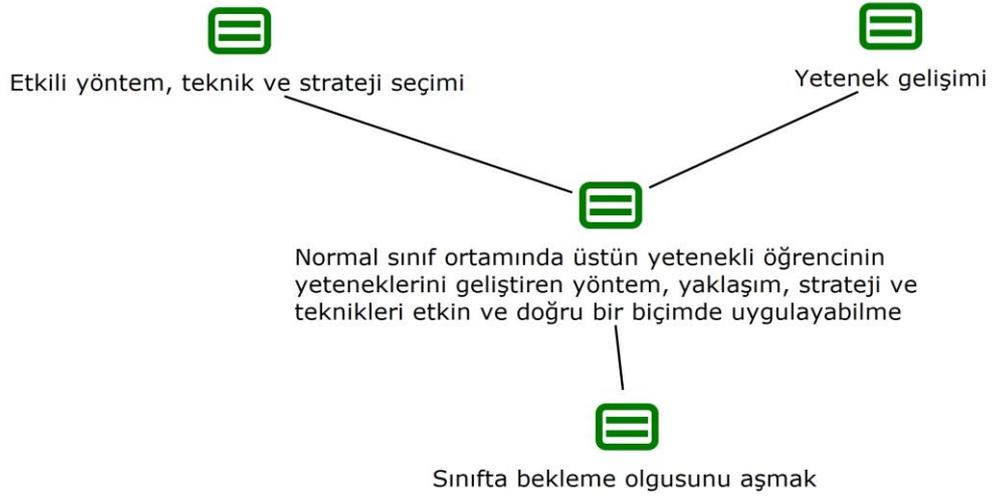 Etkili yöntem, teknik ve strateji seçimi
Yetenek gelişimi
Normal sınıf ortamında üstün yetenekli öğrencinin
yeteneklerini geliştiren yöntem, yaklaşım, strateji ve
teknikleri etkin ve doğru bir biçimde uygulayabilme
Sınıfta bekleme olgusunu aşmak